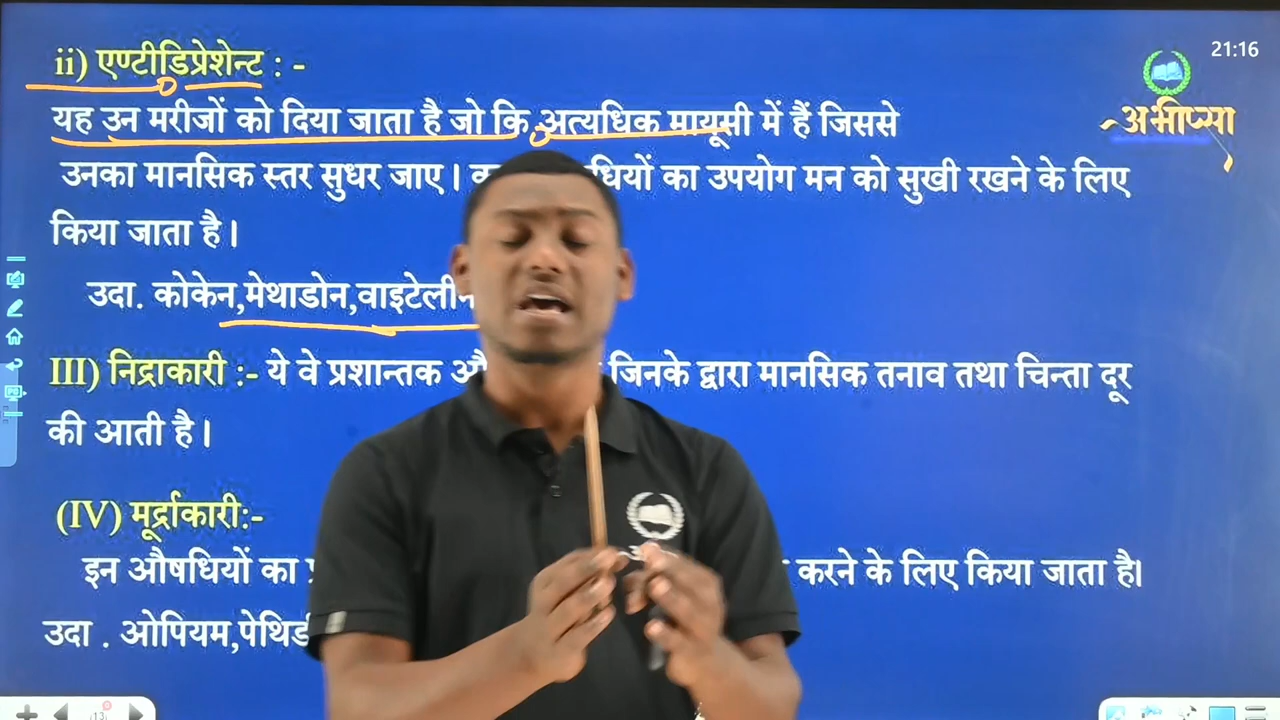 ii) एण्टीडिप्रेशेन्ट : -
21:16
अभीप्सा
यह उन मरीजों को दिया जाता है जो कि अत्यधिक मायूसी में हैं जिससे
उनका मानसिक स्तर सुधर जाए। का उपयोग मन को सुखी रखने के लिए
किया जाता है।
उदा. कोकेन,मेथाडोन,
III) निद्राकारी :- ये वे प्रशान्तक जिनके द्वारा मानसिक तनाव तथा चिन्ता दूर
की आती है।
(IV) मूर्द्राकारी:-
इन औषधियों का करने के लिए किया जाता है।
उदा . ओपियम,